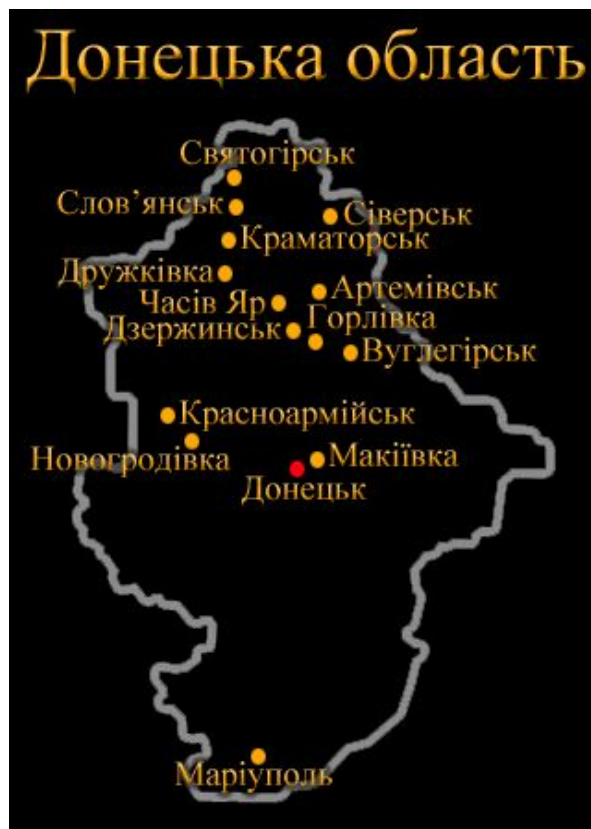 Донецька область
Святогірськ
Слов’янськ
Сіверськ
Краматорськ
Дружківка
Артемівськ
Часів Яр
Горлівка
Дзержинськ
Вуглегірськ
Красноармійськ
Новогродівка
Макіївка
Донецьк
Маріуполь